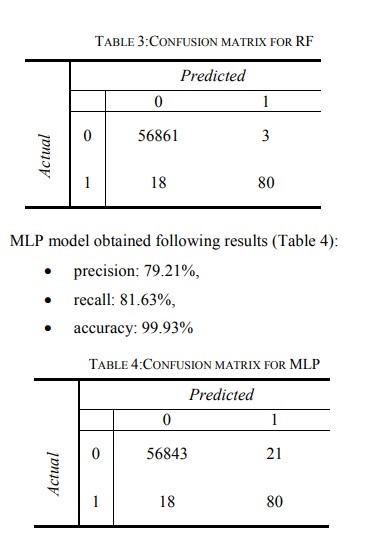 TABLE 3:CONFUSION MATRIX FOR RF
Predicted
0 1
Actual
0 56861 3
1 18 80
MLP model obtained following results (Table 4):
• precision: 79.21%,
• recall: 81.63%,
• accuracy: 99.93%
TABLE 4:CONFUSION MATRIX FOR MLP
Predicted
0 1
Actual
0 56843 21
1 18 80